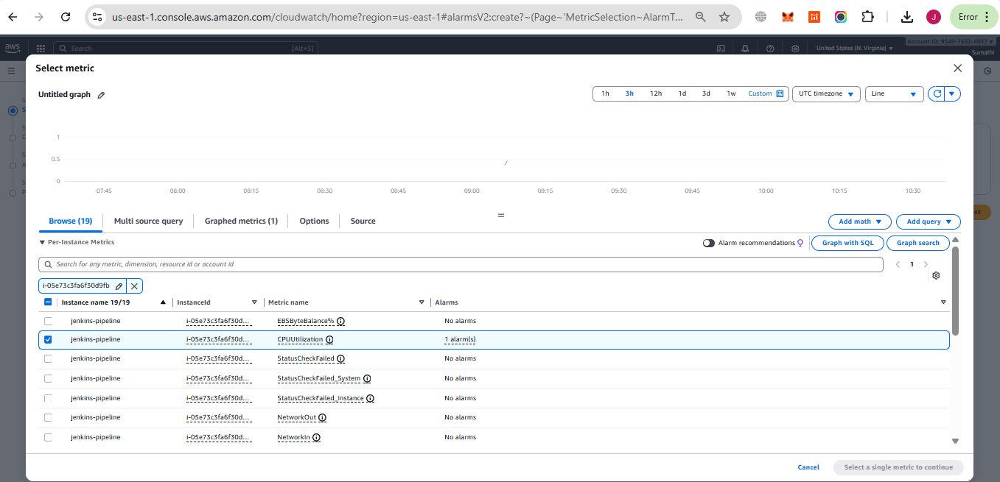 us-east-1.console.aws.amazon.com/cloudwatch/home?region=us-east-1#alarmsV2:create?~(Page~'MetricSelection~AlarmT...
J
Error
aws
Search
[Alt+S]
United States (N. Virginia)
Account ID: 9549-7632-4037
Sumathi
Select metric
Untitled graph
1h 3h 12h 1d 3d 1w Custom
UTC timezone
Line
1
0.5
0
07:45 08:00 08:15 08:30 08:45 09:00 09:15 09:30 09:45 10:00 10:15 10:30
Browse (19)
Multi source query
Graphed metrics (1)
Options
Source
Add math
Add query
Per-Instance Metrics
Alarm recommendations
Graph with SQL
Graph search
Search for any metric, dimension, resource id or account id
1
i-05e73c3fa6f30d9fb
Instance name 19/19 InstanceId Metric name Alarms
jenkins-pipeline i-05e73c3fa6f30d... EBSByteBalance% No alarms
jenkins-pipeline i-05e73c3fa6f30d... CPUUtilization 1 alarm(s)
jenkins-pipeline i-05e73c3fa6f30d... StatusCheckFailed No alarms
jenkins-pipeline i-05e73c3fa6f30d... StatusCheckFailed_System No alarms
jenkins-pipeline i-05e73c3fa6f30d... StatusCheckFailed_Instance No alarms
jenkins-pipeline i-05e73c3fa6f30d... NetworkOut No alarms
jenkins-pipeline i-05e73c3fa6f30d... NetworkIn No alarms
Cancel
Select a single metric to continue